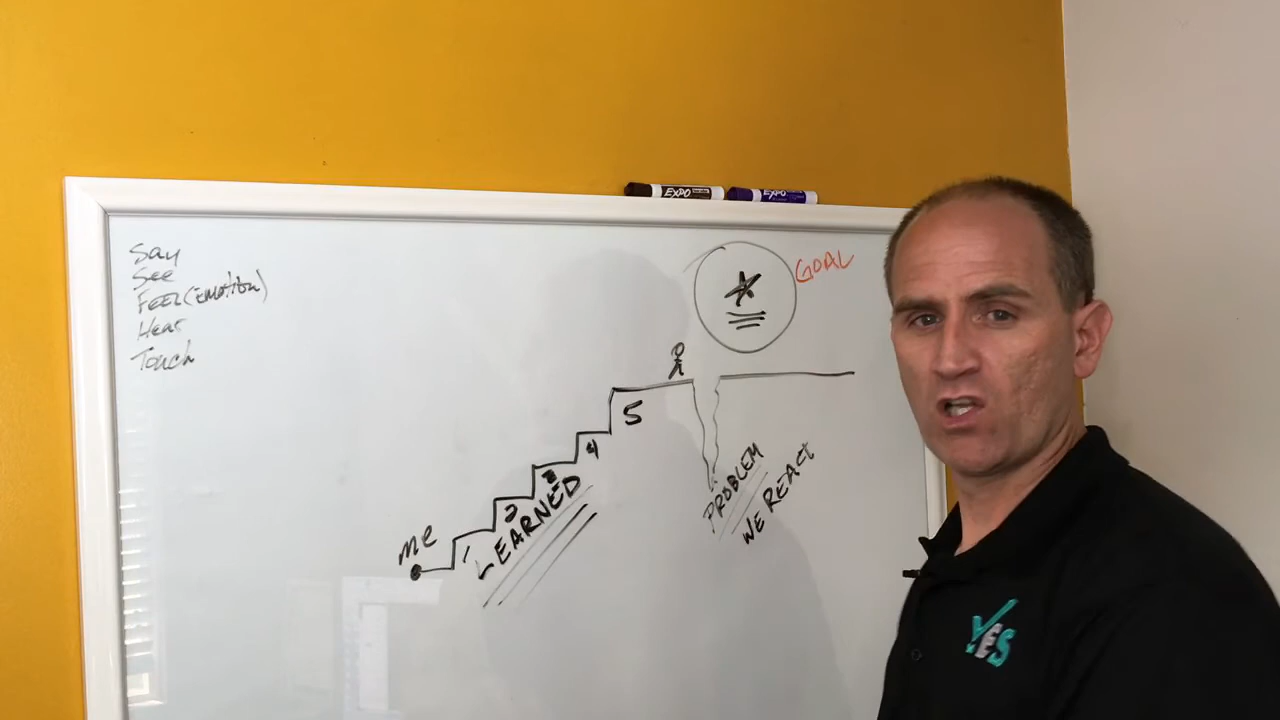 EXPO
EXPO
Say
See
FEEL (emotion)
Hear
Touch
GOAL
5
4
3
2
1
me
LEARNED
PROBLEM
WE REACT
YES